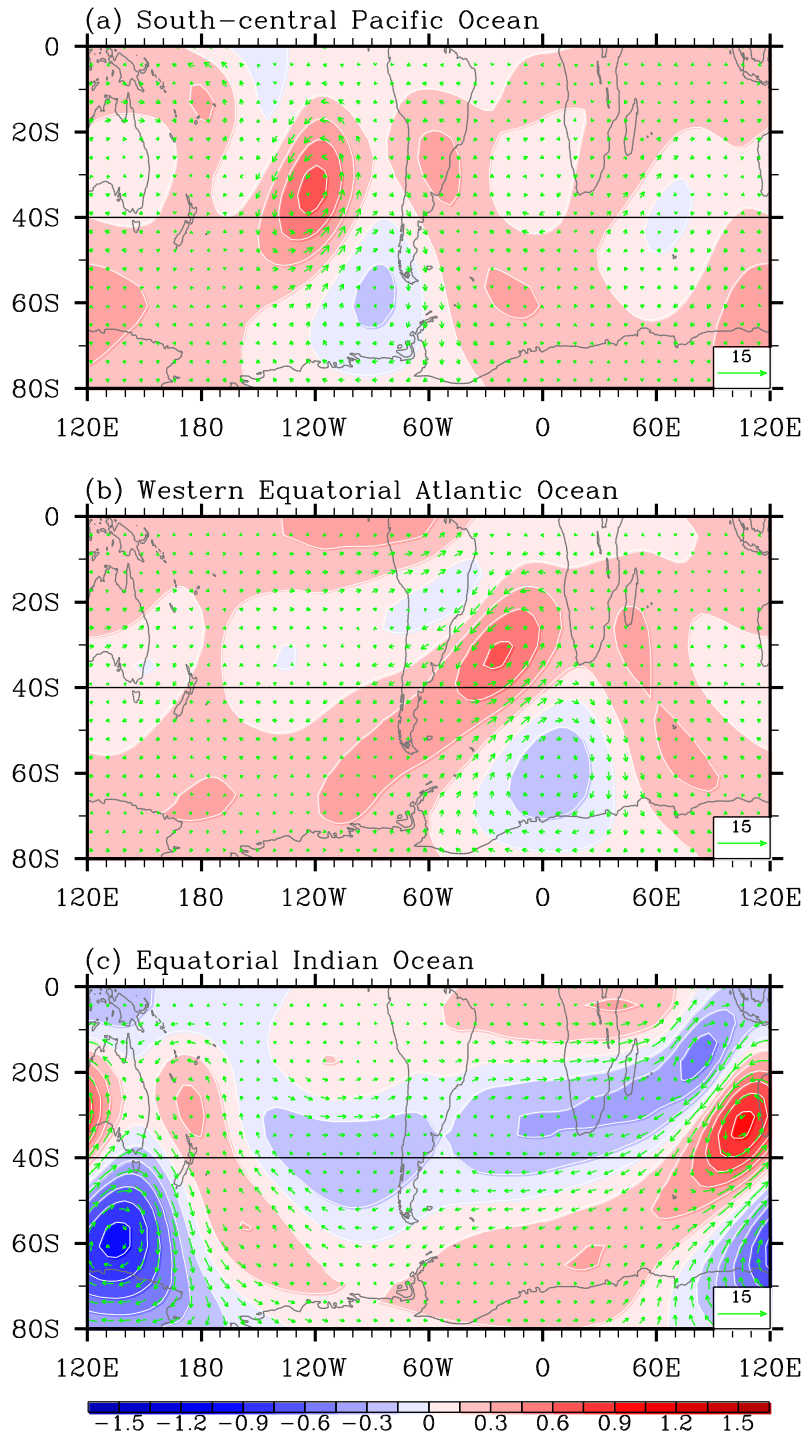 (a) South-central Pacific Ocean
0
20S
40S
60S
80S
15
120E 180 120W 60W 0 60E 120E
(b) Western Equatorial Atlantic Ocean
0
20S
40S
60S
80S
15
120E 180 120W 60W 0 60E 120E
(c) Equatorial Indian Ocean
0
20S
40S
60S
80S
15
120E 180 120W 60W 0 60E 120E
−1.5 −1.2 −0.9 −0.6 −0.3 0 0.3 0.6 0.9 1.2 1.5